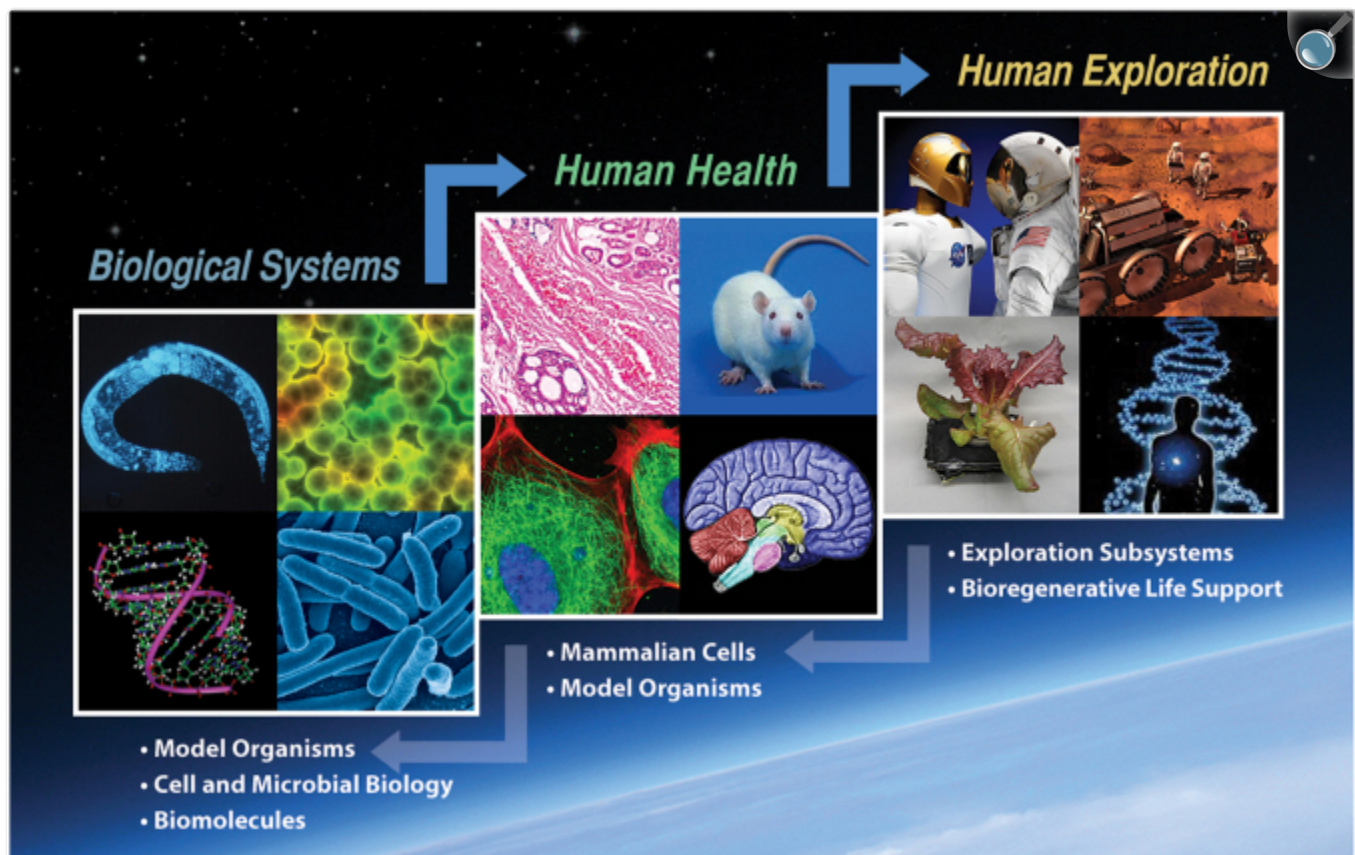 Human Exploration
Human Health
Biological Systems
• Exploration Subsystems
• Bioregenerative Life Support
• Mammalian Cells
• Model Organisms
• Model Organisms
• Cell and Microbial Biology
• Biomolecules